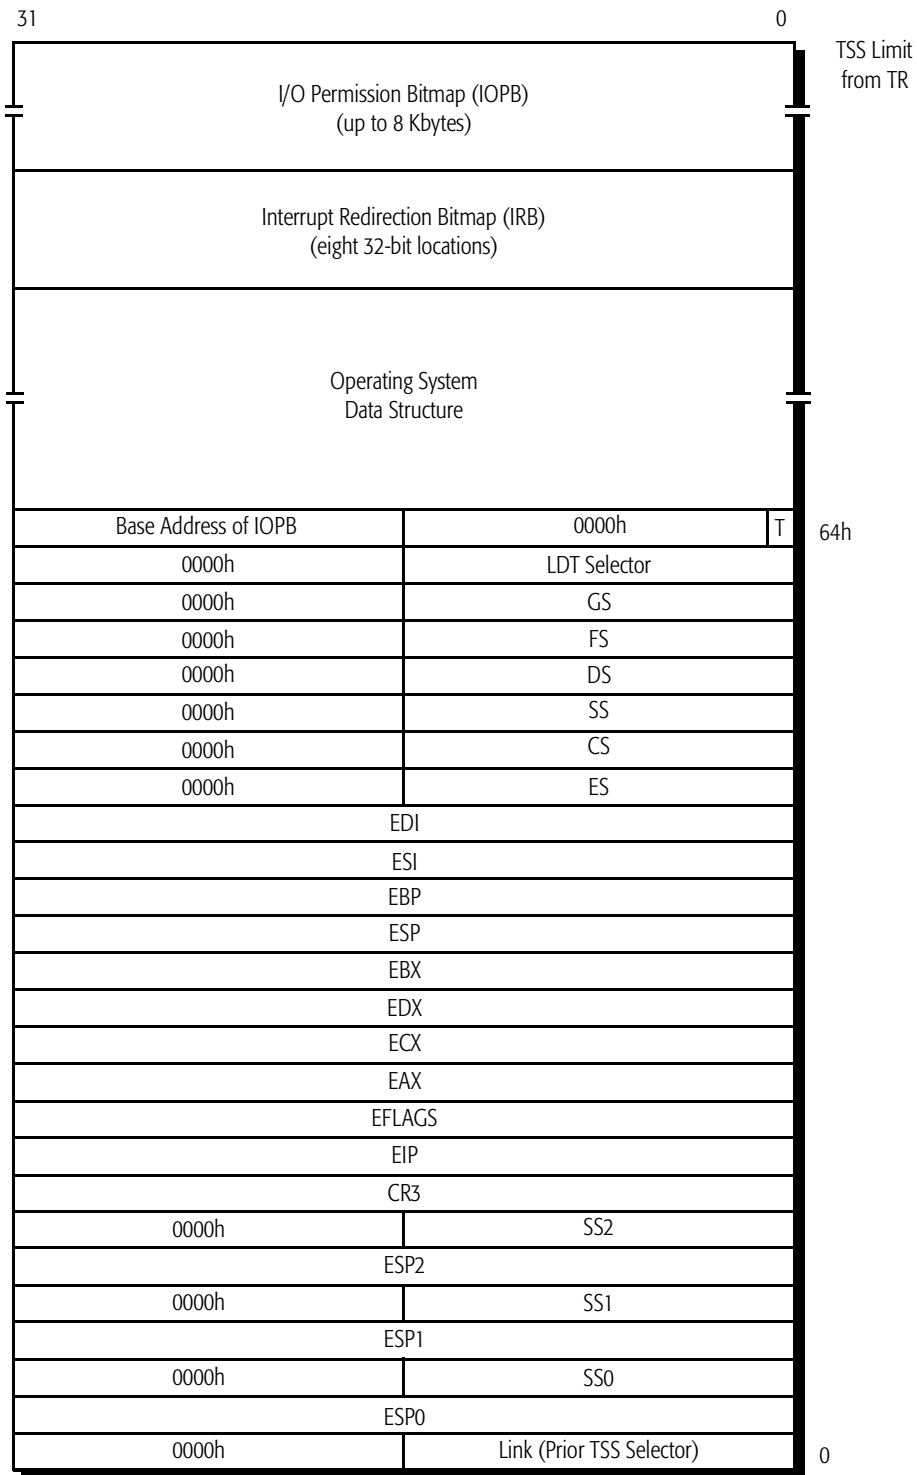 31 0
TSS Limit
from TR
I/O Permission Bitmap (IOPB)
(up to 8 Kbytes)
Interrupt Redirection Bitmap (IRB)
(eight 32-bit locations)
Operating System
Data Structure
Base Address of IOPB 0000h T 64h
0000h LDT Selector
0000h GS
0000h FS
0000h DS
0000h SS
0000h CS
0000h ES
EDI
ESI
EBP
ESP
EBX
EDX
ECX
EAX
EFLAGS
EIP
CR3
0000h SS2
ESP2
0000h SS1
ESP1
0000h SS0
ESP0
0000h Link (Prior TSS Selector) 0